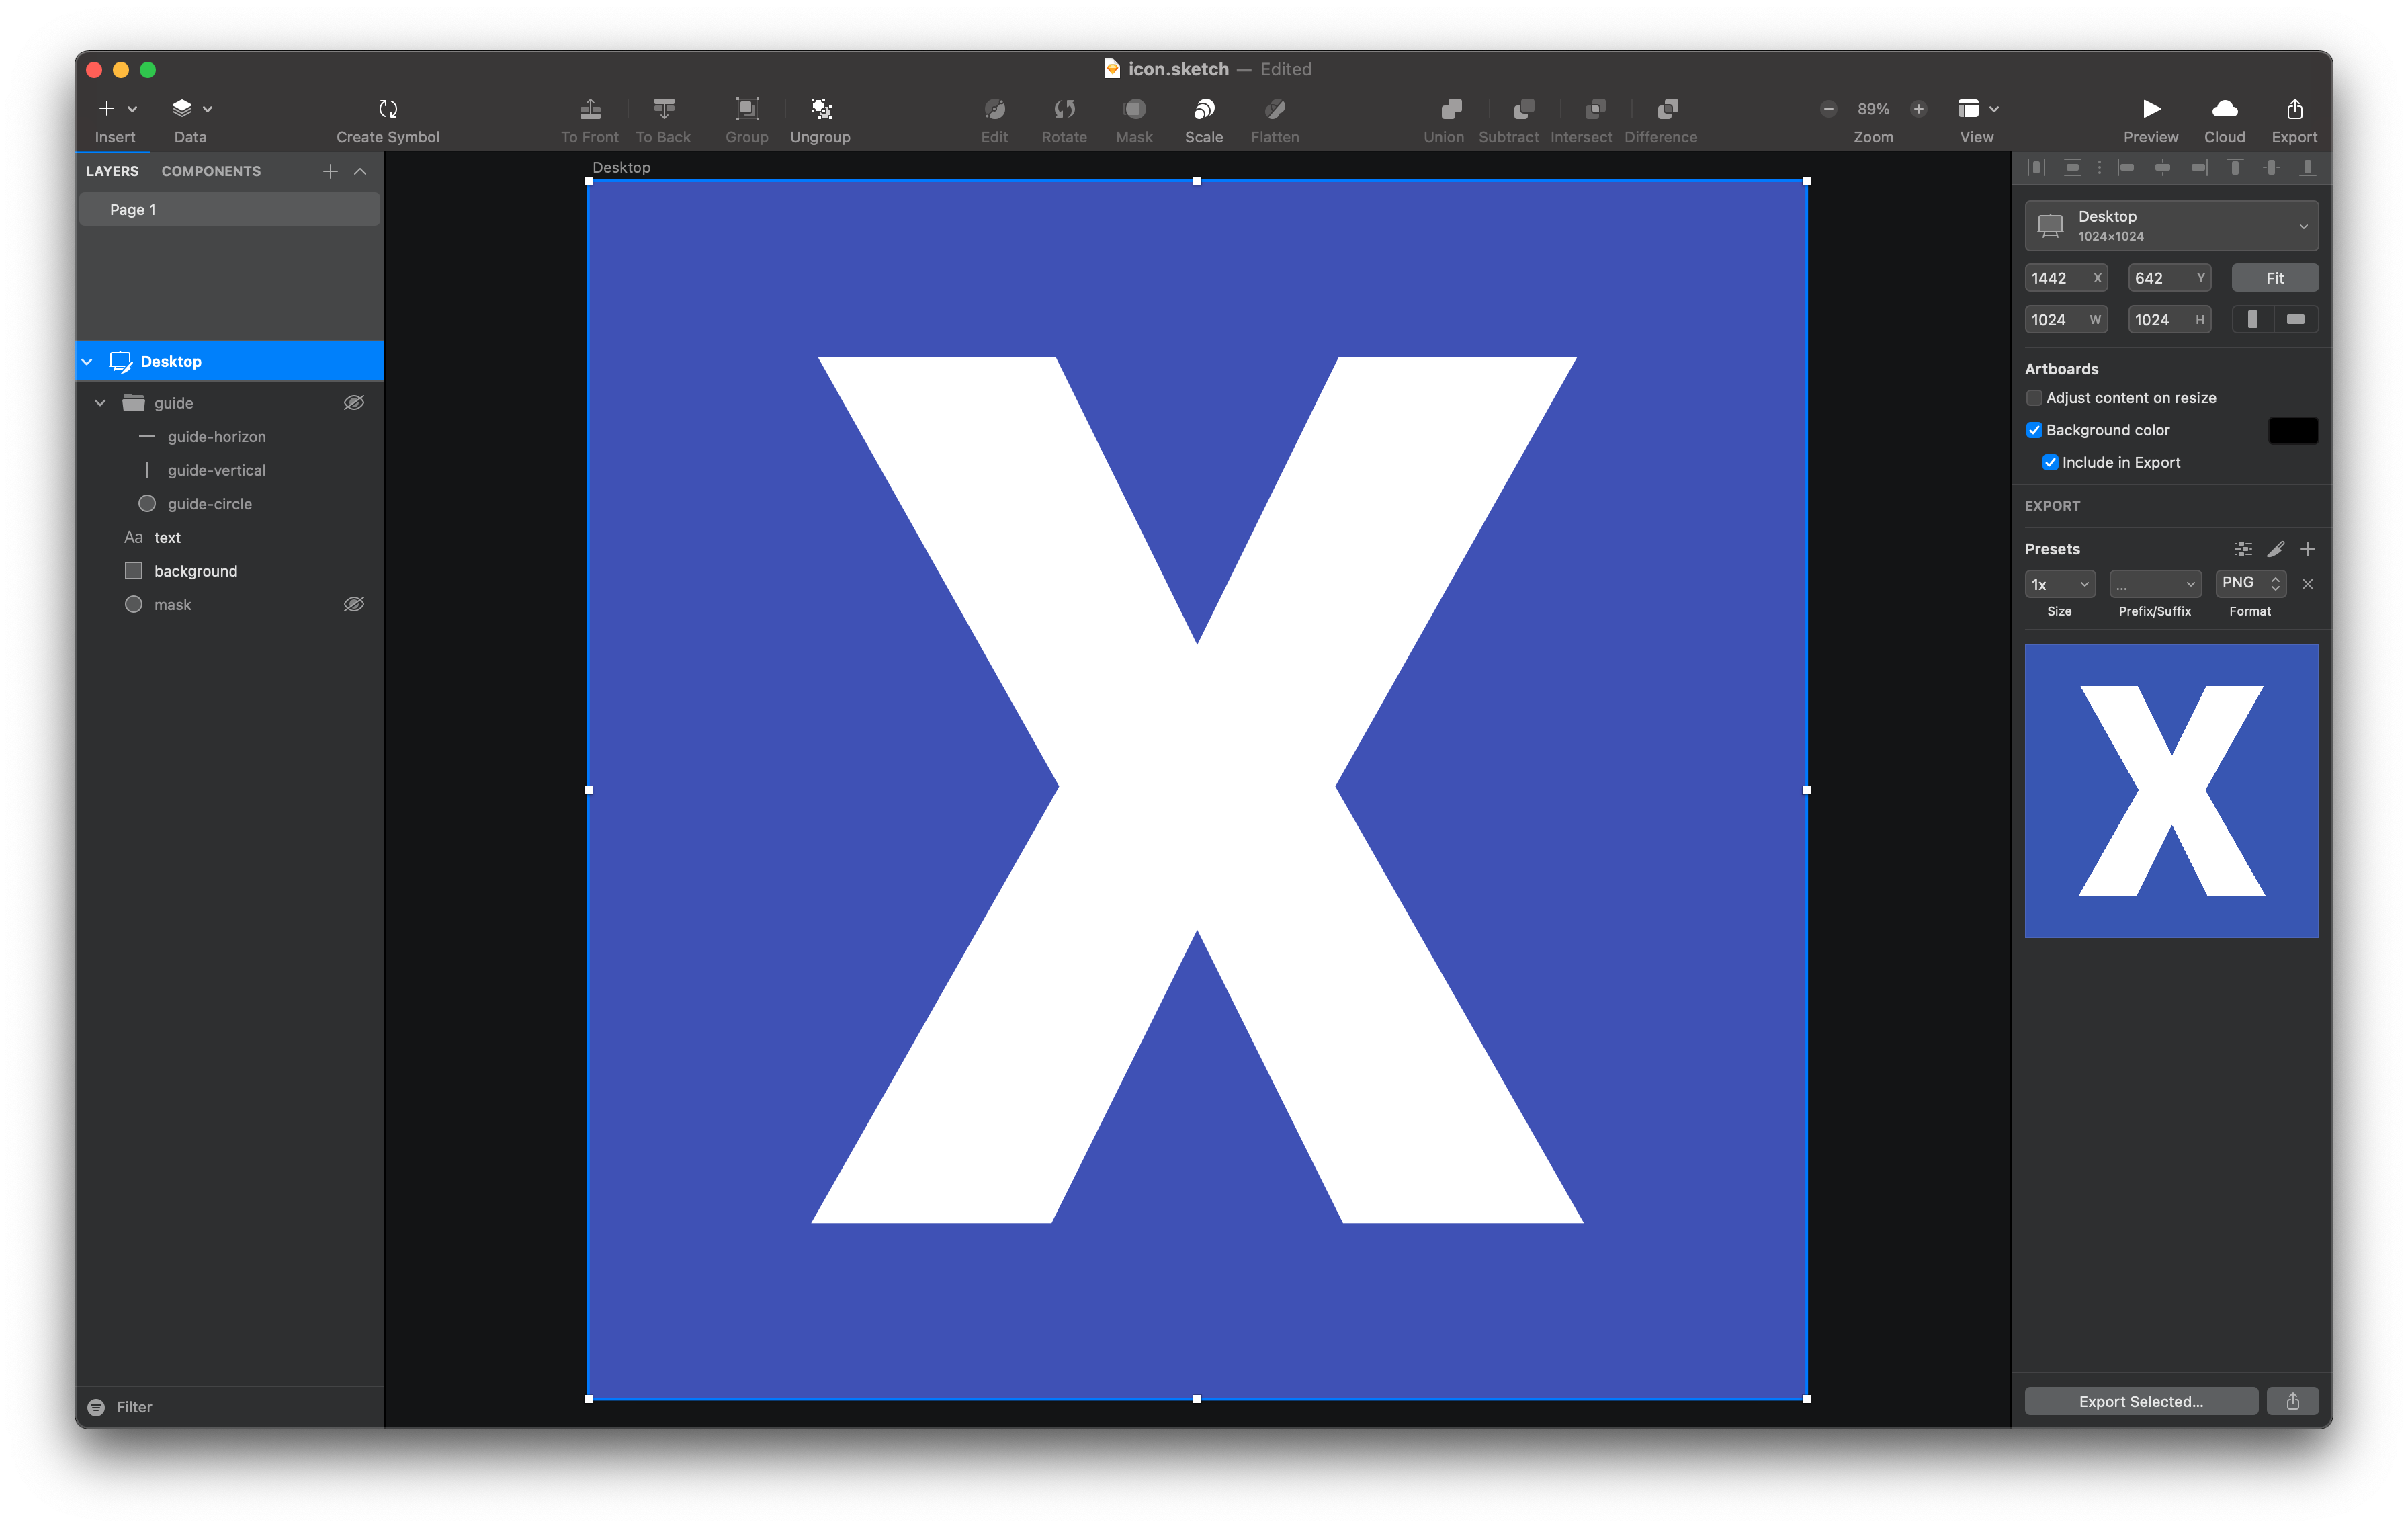 icon.sketch — Edited
Insert
Data
Create Symbol
To Front
To Back
Group
Ungroup
Edit
Rotate
Mask
Scale
Flatten
Union
Subtract
Intersect
Difference
89%
Zoom
View
Preview
Cloud
Export
LAYERS
COMPONENTS
Page 1
Desktop
guide
guide-horizon
guide-vertical
guide-circle
Aa text
background
mask
Filter
Desktop
X
Desktop
1024×1024
1442 X
642 Y
Fit
1024 W
1024 H
Artboards
Adjust content on resize
Background color
Include in Export
EXPORT
Presets
1x
...
PNG
Size
Prefix/Suffix
Format
X
Export Selected...